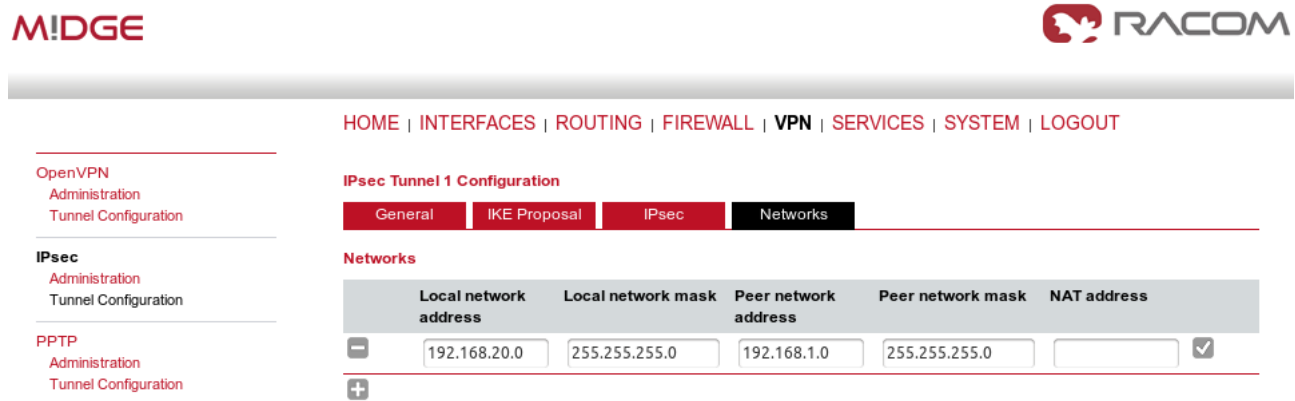 M!DGE
RACOM
HOME | INTERFACES | ROUTING | FIREWALL | VPN | SERVICES | SYSTEM | LOGOUT
OpenVPN
Administration
Tunnel Configuration
IPsec
Administration
Tunnel Configuration
PPTP
Administration
Tunnel Configuration
IPsec Tunnel 1 Configuration
General IKE Proposal IPsec Networks
Networks
Local network address Local network mask Peer network address Peer network mask NAT address
192.168.20.0 255.255.255.0 192.168.1.0 255.255.255.0